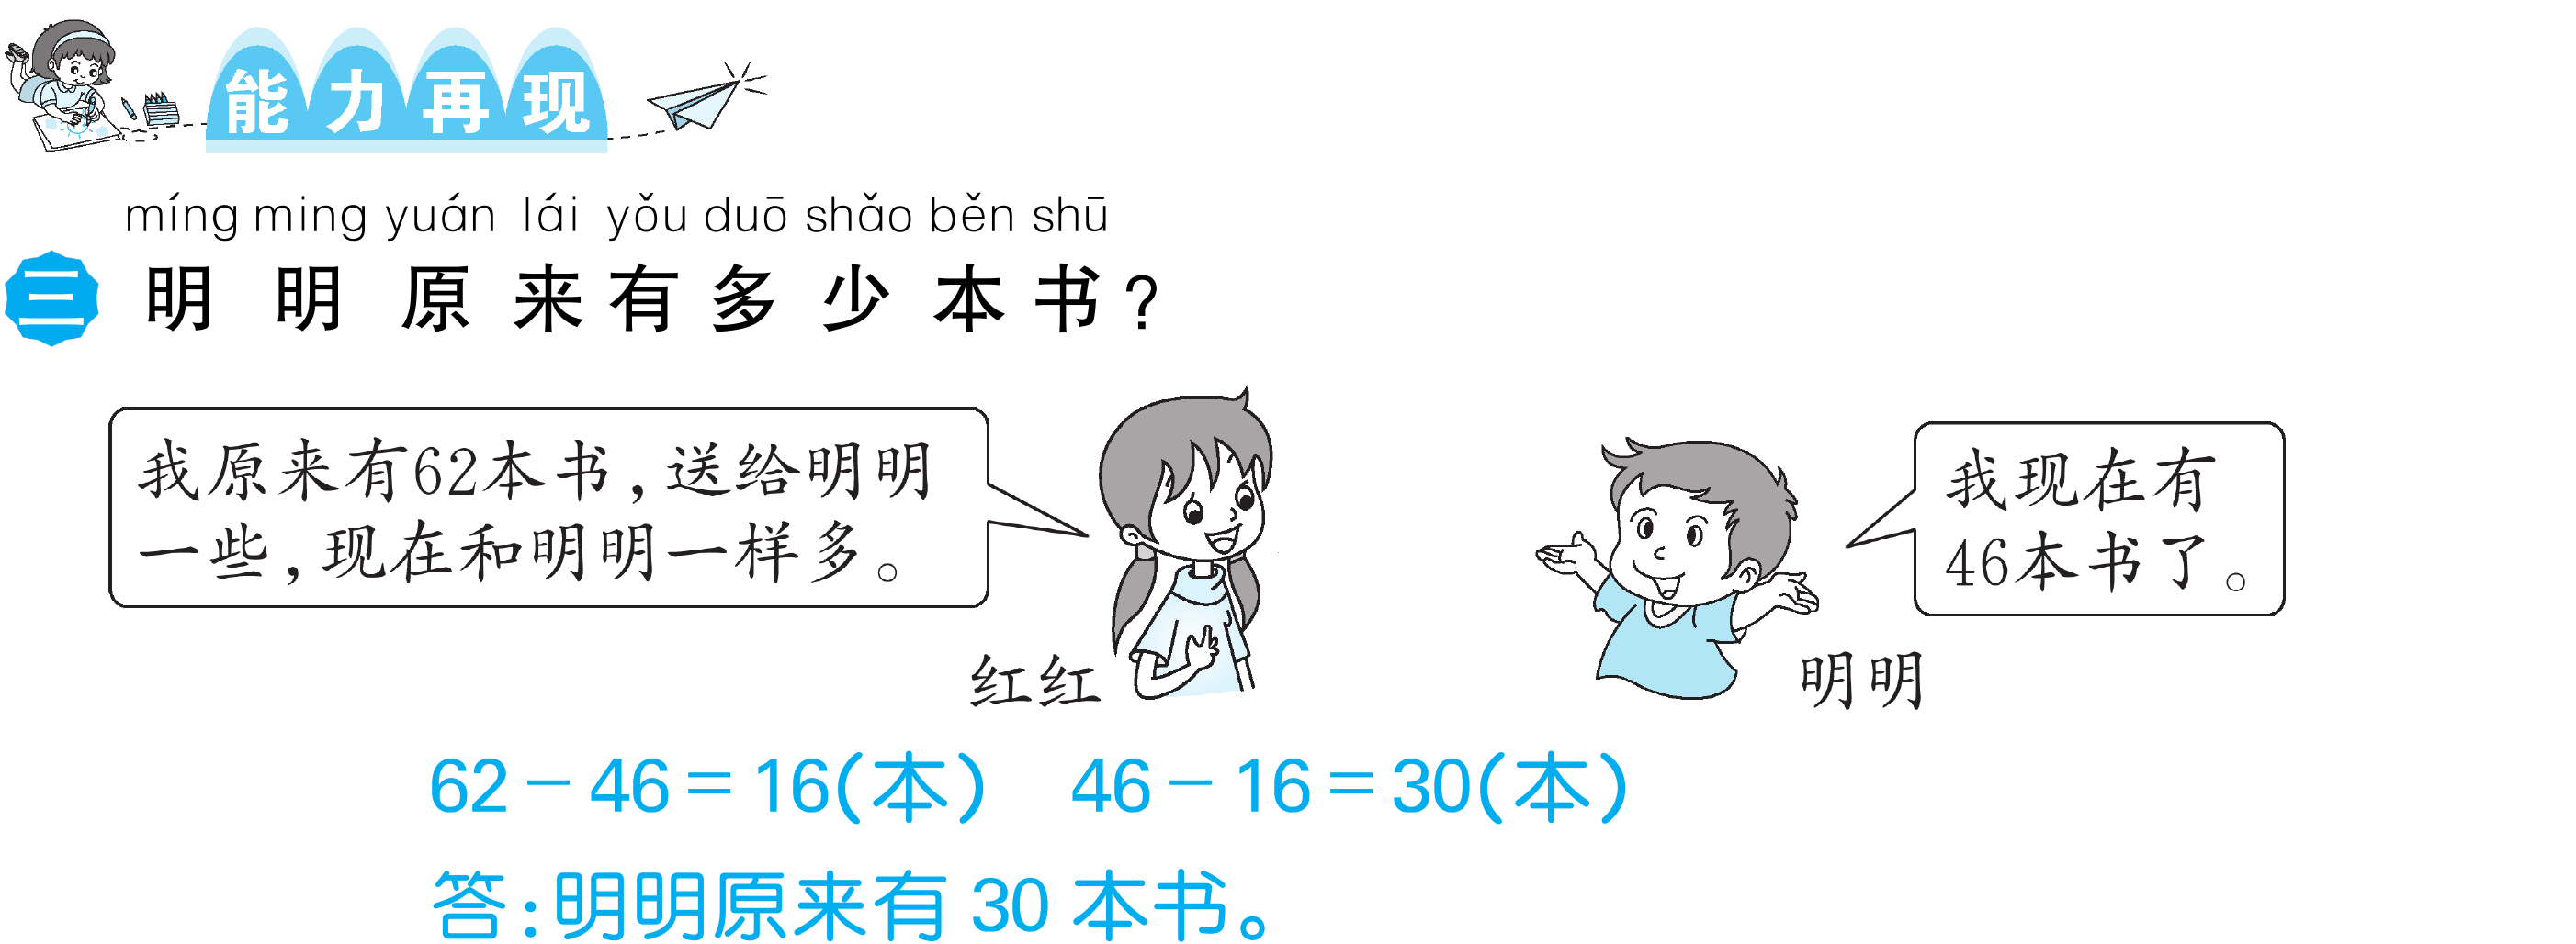 能力再现
míng ming yuán lái yǒu duō shǎo běn shū
三 明明原来有多少本书?
我原来有62本书,送给明明
一些,现在和明明一样多。
我现在有
46本书了。
红红
明明
62－46＝16(本) 46－16＝30(本)
答:明明原来有 30 本书。